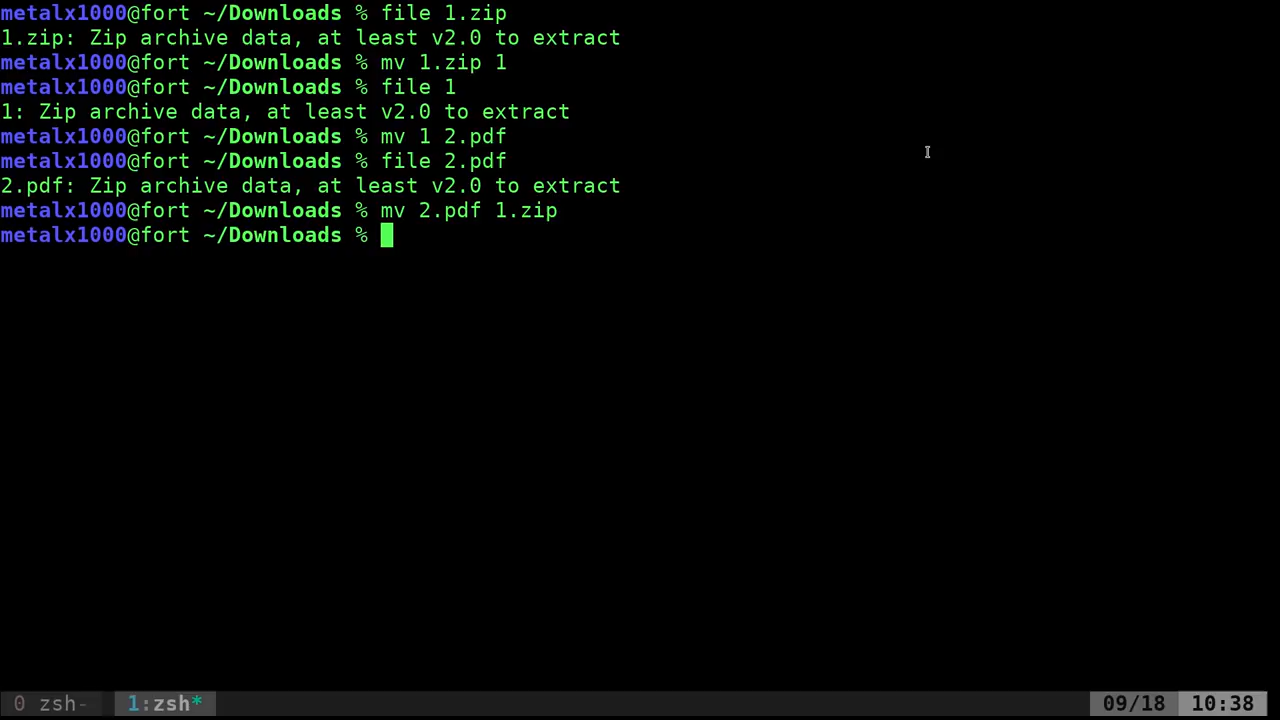 metalx1000@fort ~/Downloads % file 1.zip
1.zip: Zip archive data, at least v2.0 to extract
metalx1000@fort ~/Downloads % mv 1.zip 1
metalx1000@fort ~/Downloads % file 1
1: Zip archive data, at least v2.0 to extract
metalx1000@fort ~/Downloads % mv 1 2.pdf
metalx1000@fort ~/Downloads % file 2.pdf
2.pdf: Zip archive data, at least v2.0 to extract
metalx1000@fort ~/Downloads % mv 2.pdf 1.zip
metalx1000@fort ~/Downloads %
0 zsh- 1:zsh* 09/18 10:38